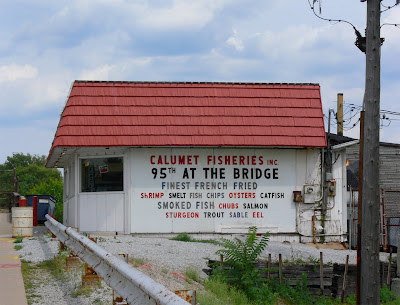 CALUMET FISHERIES INC
95TH AT THE BRIDGE
FINEST FRENCH FRIED
SHRIMP SMELT FISH CHIPS OYSTERS CATFISH
SMOKED FISH CHUBS SALMON
STURGEON TROUT SABLE EEL